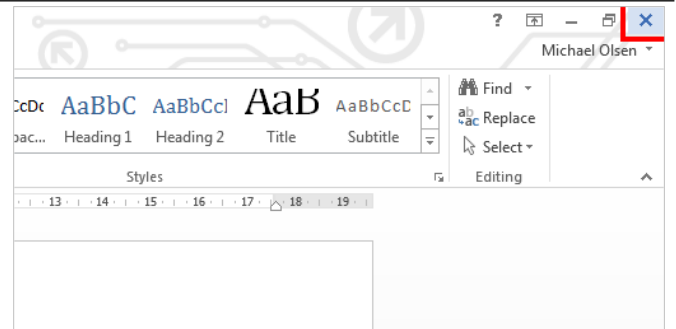 ?
Michael Olsen
AaBbC AaBbCcl AaB AaBbCcD
Heading 1 Heading 2 Title Subtitle
Find
Replace
Select
Styles Editing
13 14 15 16 17 18 19